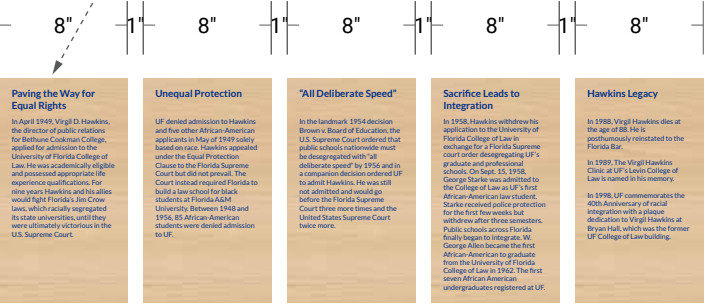 8" 1" 8" 1" 8" 1" 8" 1" 8"
Paving the Way for
Equal Rights
In April 1949, Virgil D. Hawkins,
the director of public relations
for Bethune Cookman College,
applied for admission to the
University of Florida College of
Law. He was academically eligible
and possessed appropriate life
experience qualifications. For
nine years Hawkins and his allies
would fight Florida's Jim Crow
laws, which racially segregated
its state universities, until they
were ultimately victorious in the
U.S. Supreme Court.
Unequal Protection
UF denied admission to Hawkins
and five other African-American
applicants in May of 1949 solely
based on race. Hawkins appealed
under the Equal Protection
Clause to the Florida Supreme
Court but did not prevail. The
Court instead required Florida to
build a law school for black
students at Florida A&M
University. Between 1948 and
1956, 85 African-American
students were denied admission
to UF.
"All Deliberate Speed"
In the landmark 1954 decision
Brown v. Board of Education, the
U.S. Supreme Court ordered that
public schools nationwide must
be desegregated with "all
deliberate speed" by 1956 and in
a companion decision ordered UF
to admit Hawkins. He was still
not admitted and would go
before the Florida Supreme
Court three more times and the
United States Supreme Court
twice more.
Sacrifice Leads to
Integration
In 1958, Hawkins withdrew his
application to the University of
Florida College of Law in
exchange for a Florida Supreme
court order desegregating UF's
graduate and professional
schools. On Sept. 15, 1958,
George Starke was admitted to
the College as UF's first
African-American law student.
Starke received police protection
for the first few weeks but
withdrew after three semesters.
Public schools across Florida
finally began to integrate. W.
George Allen became the first
African-American to graduate
from the University of Florida
College of Law in 1962. The first
seven African American
undergraduates registered at UF.
Hawkins Legacy
In 1988, Virgil Hawkins dies at
the age of 88. He is
posthumously reinstated to the
Florida Bar.
In 1989, The Virgil Hawkins
Clinic at UF's Levin College of
Law is named in his memory.
In 1998, UF commemorates the
40th Anniversary of racial
integration with a plaque
dedication to Virgil Hawkins at
Bryan Hall, which was the former
UF College of Law building.